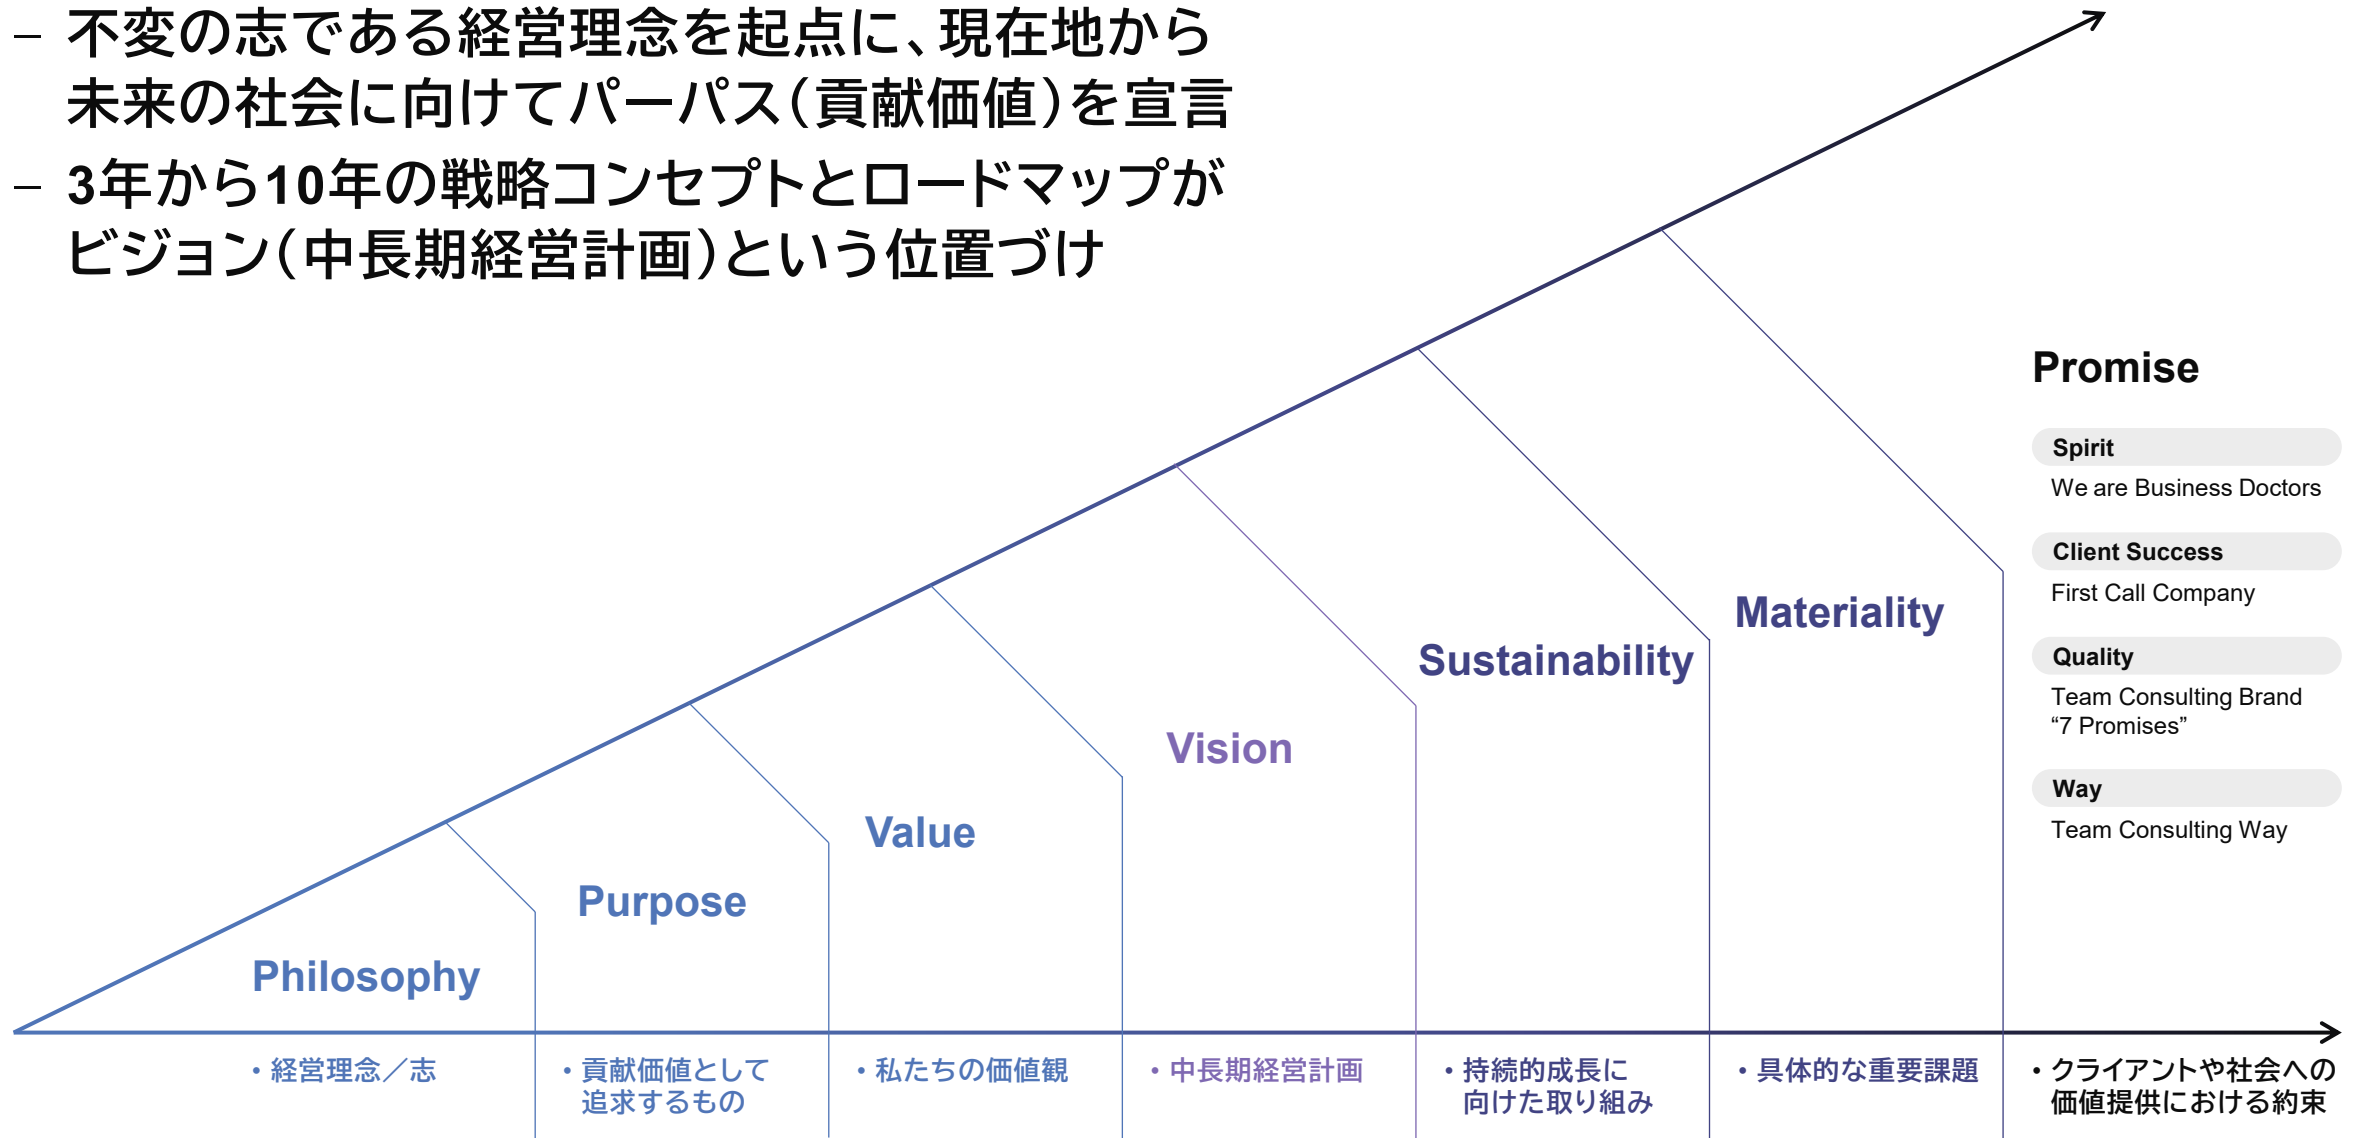 – 不変の志である経営理念を起点に、現在地から
未来の社会に向けてパーパス（貢献価値）を宣言
– 3年から10年の戦略コンセプトとロードマップが
ビジョン（中長期経営計画）という位置づけ
Philosophy
・経営理念／志
Purpose
・貢献価値として
追求するもの
Value
・私たちの価値観
Vision
・中長期経営計画
Sustainability
・持続的成長に
向けた取り組み
Materiality
・具体的な重要課題
Promise
Spirit
We are Business Doctors
Client Success
First Call Company
Quality
Team Consulting Brand
“7 Promises”
Way
Team Consulting Way
・クライアントや社会への
価値提供における約束